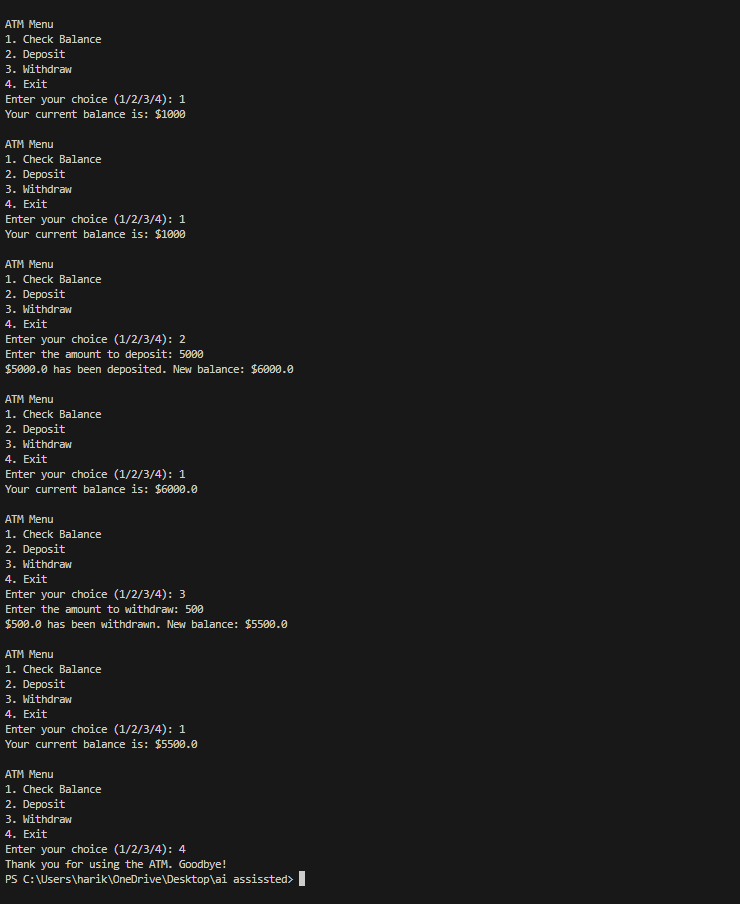 ATM Menu
1. Check Balance
2. Deposit
3. Withdraw
4. Exit
Enter your choice (1/2/3/4): 1
Your current balance is: $1000
ATM Menu
1. Check Balance
2. Deposit
3. Withdraw
4. Exit
Enter your choice (1/2/3/4): 1
Your current balance is: $1000
ATM Menu
1. Check Balance
2. Deposit
3. Withdraw
4. Exit
Enter your choice (1/2/3/4): 2
Enter the amount to deposit: 5000
$5000.0 has been deposited. New balance: $6000.0
ATM Menu
1. Check Balance
2. Deposit
3. Withdraw
4. Exit
Enter your choice (1/2/3/4): 1
Your current balance is: $6000.0
ATM Menu
1. Check Balance
2. Deposit
3. Withdraw
4. Exit
Enter your choice (1/2/3/4): 3
Enter the amount to withdraw: 500
$500.0 has been withdrawn. New balance: $5500.0
ATM Menu
1. Check Balance
2. Deposit
3. Withdraw
4. Exit
Enter your choice (1/2/3/4): 1
Your current balance is: $5500.0
ATM Menu
1. Check Balance
2. Deposit
3. Withdraw
4. Exit
Enter your choice (1/2/3/4): 4
Thank you for using the ATM. Goodbye!
PS C:\Users\harik\OneDrive\Desktop\ai assissted>